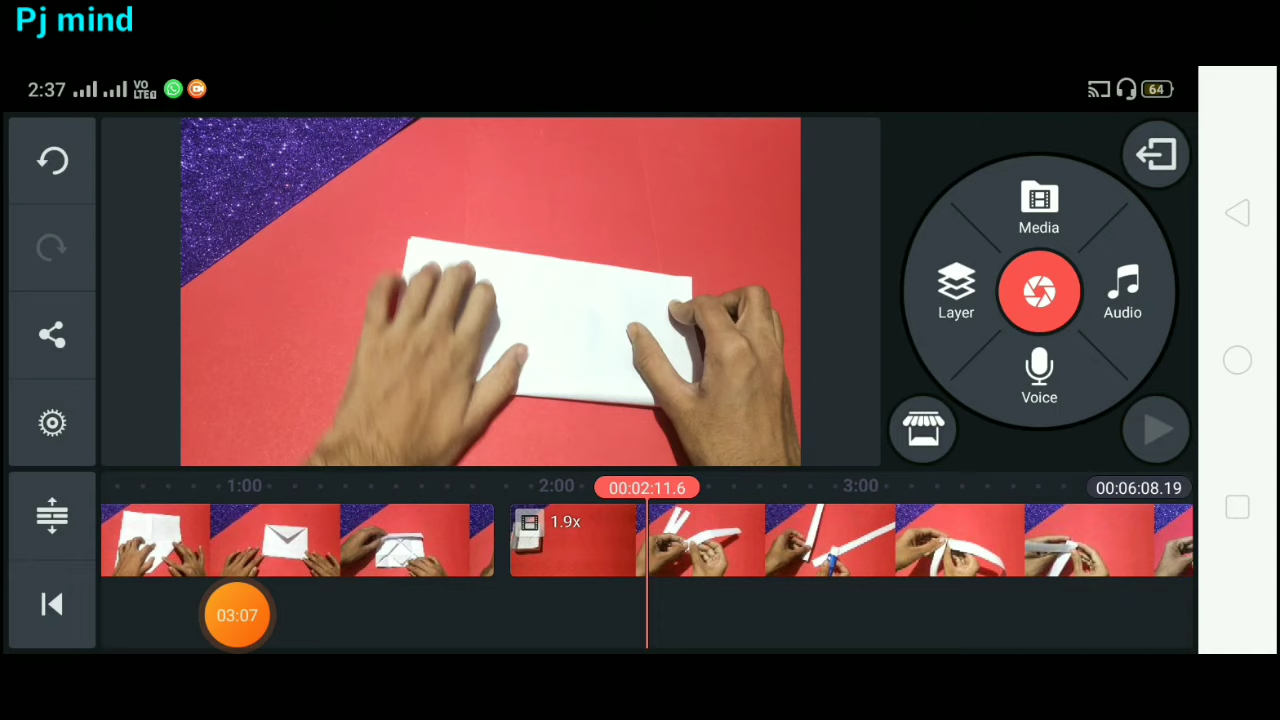 Pj mind
2:37 VO LTE 64
Media
Layer
Audio
Voice
1:00 2:00 00:02:11.6 3:00 00:06:08.19
1.9x
03:07